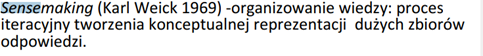 Sensemaking (Karl Weick 1969) -organizowanie wiedzy: proces
iteracyjny tworzenia konceptualnej reprezentacji  dużych zbiorów
odpowiedzi.